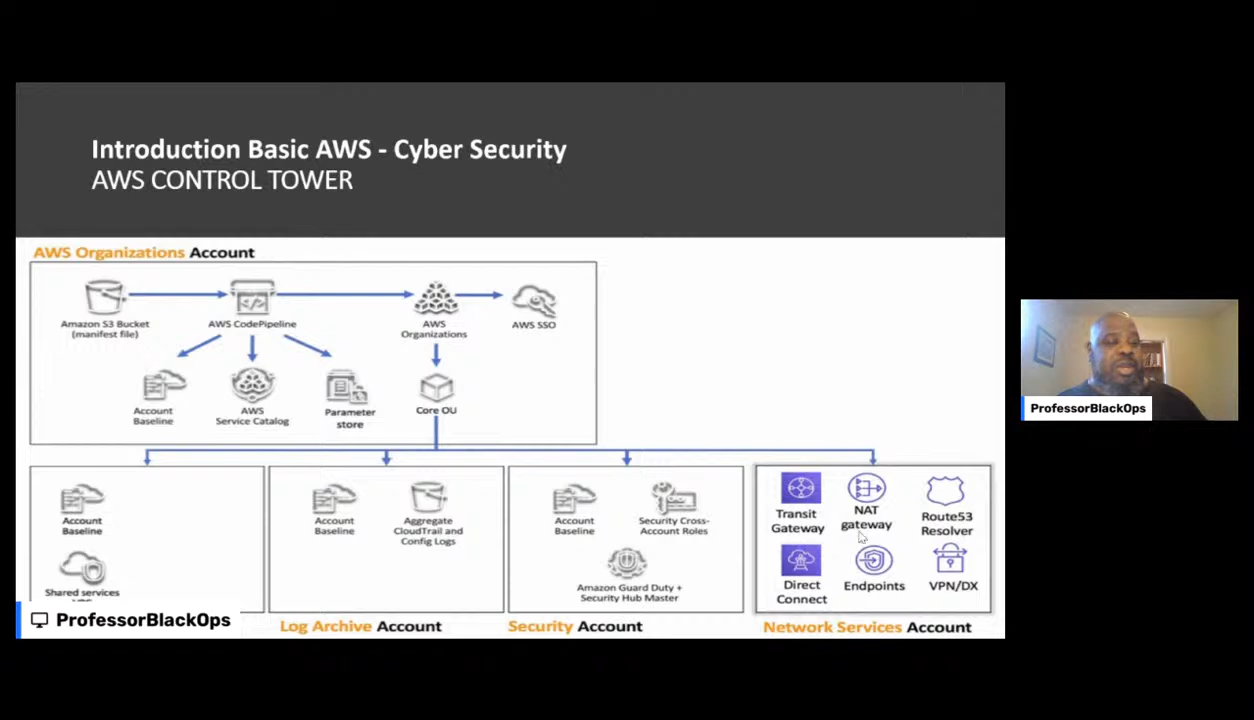 Introduction Basic AWS - Cyber Security
AWS CONTROL TOWER
AWS Organizations Account
Amazon S3 Bucket
(manifest file)
AWS CodePipeline
AWS
Organizations
AWS SSO
Account
Baseline
AWS
Service Catalog
Parameter
store
Core OU
Account
Baseline
Shared services
Account
Baseline
Aggregate
CloudTrail and
Config Logs
Account
Baseline
Security Cross-
Account Roles
Amazon Guard Duty +
Security Hub Master
Transit
Gateway
NAT
gateway
Route53
Resolver
Direct
Connect
Endpoints
VPN/DX
Log Archive Account
Security Account
Network Services Account
ProfessorBlackOps
ProfessorBlackOps